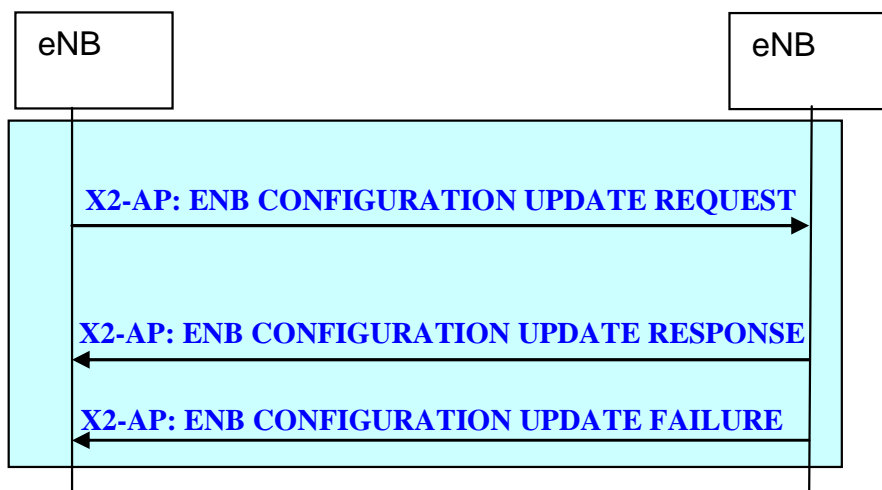 eNB
eNB
X2-AP: ENB CONFIGURATION UPDATE REQUEST
X2-AP: ENB CONFIGURATION UPDATE RESPONSE
X2-AP: ENB CONFIGURATION UPDATE FAILURE